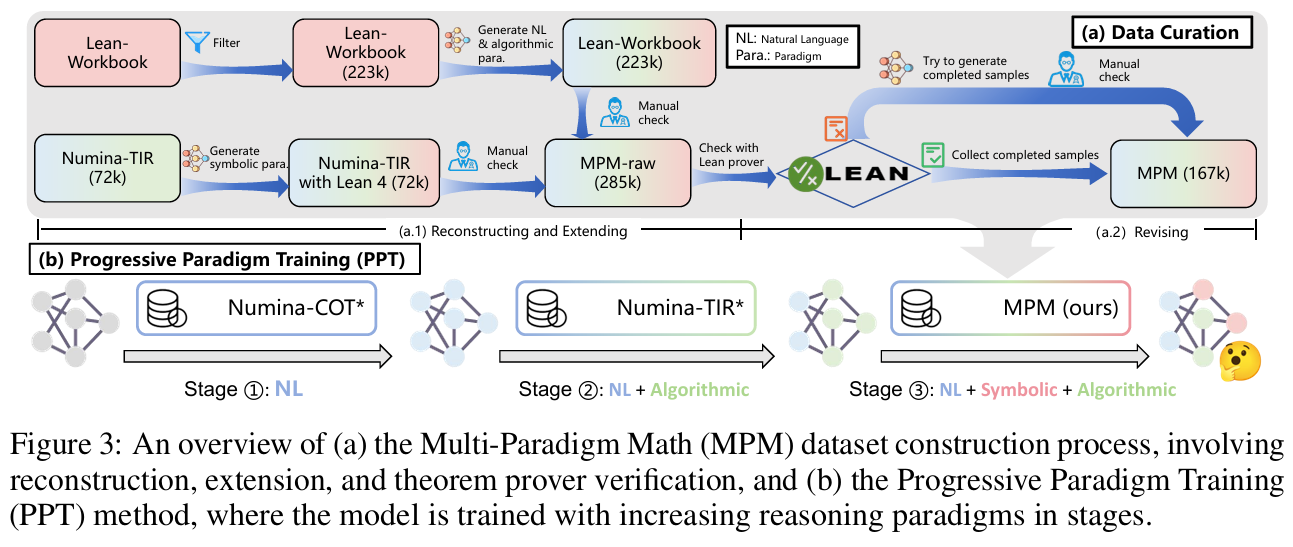 Lean-
Workbook
Filter
Lean-
Workbook
(223k)
Generate NL
& algorithmic
para.
Lean-Workbook
(223k)
NL: Natural Language
Para.: Paradigm
(a) Data Curation
Try to generate
completed samples
Manual
check
Manual
check
Numina-TIR
(72k)
Generate
symbolic para.
Numina-TIR
with Lean 4 (72k)
Manual
check
MPM-raw
(285k)
Check with
Lean prover
LEAN
Collect completed samples
MPM (167k)
(a.1) Reconstructing and Extending
(a.2) Revising
(b) Progressive Paradigm Training (PPT)
Numina-COT*
Numina-TIR*
MPM (ours)
Stage ①: NL
Stage ②: NL + Algorithmic
Stage ③: NL + Symbolic + Algorithmic
Figure 3: An overview of (a) the Multi-Paradigm Math (MPM) dataset construction process, involving
reconstruction, extension, and theorem prover verification, and (b) the Progressive Paradigm Training
(PPT) method, where the model is trained with increasing reasoning paradigms in stages.